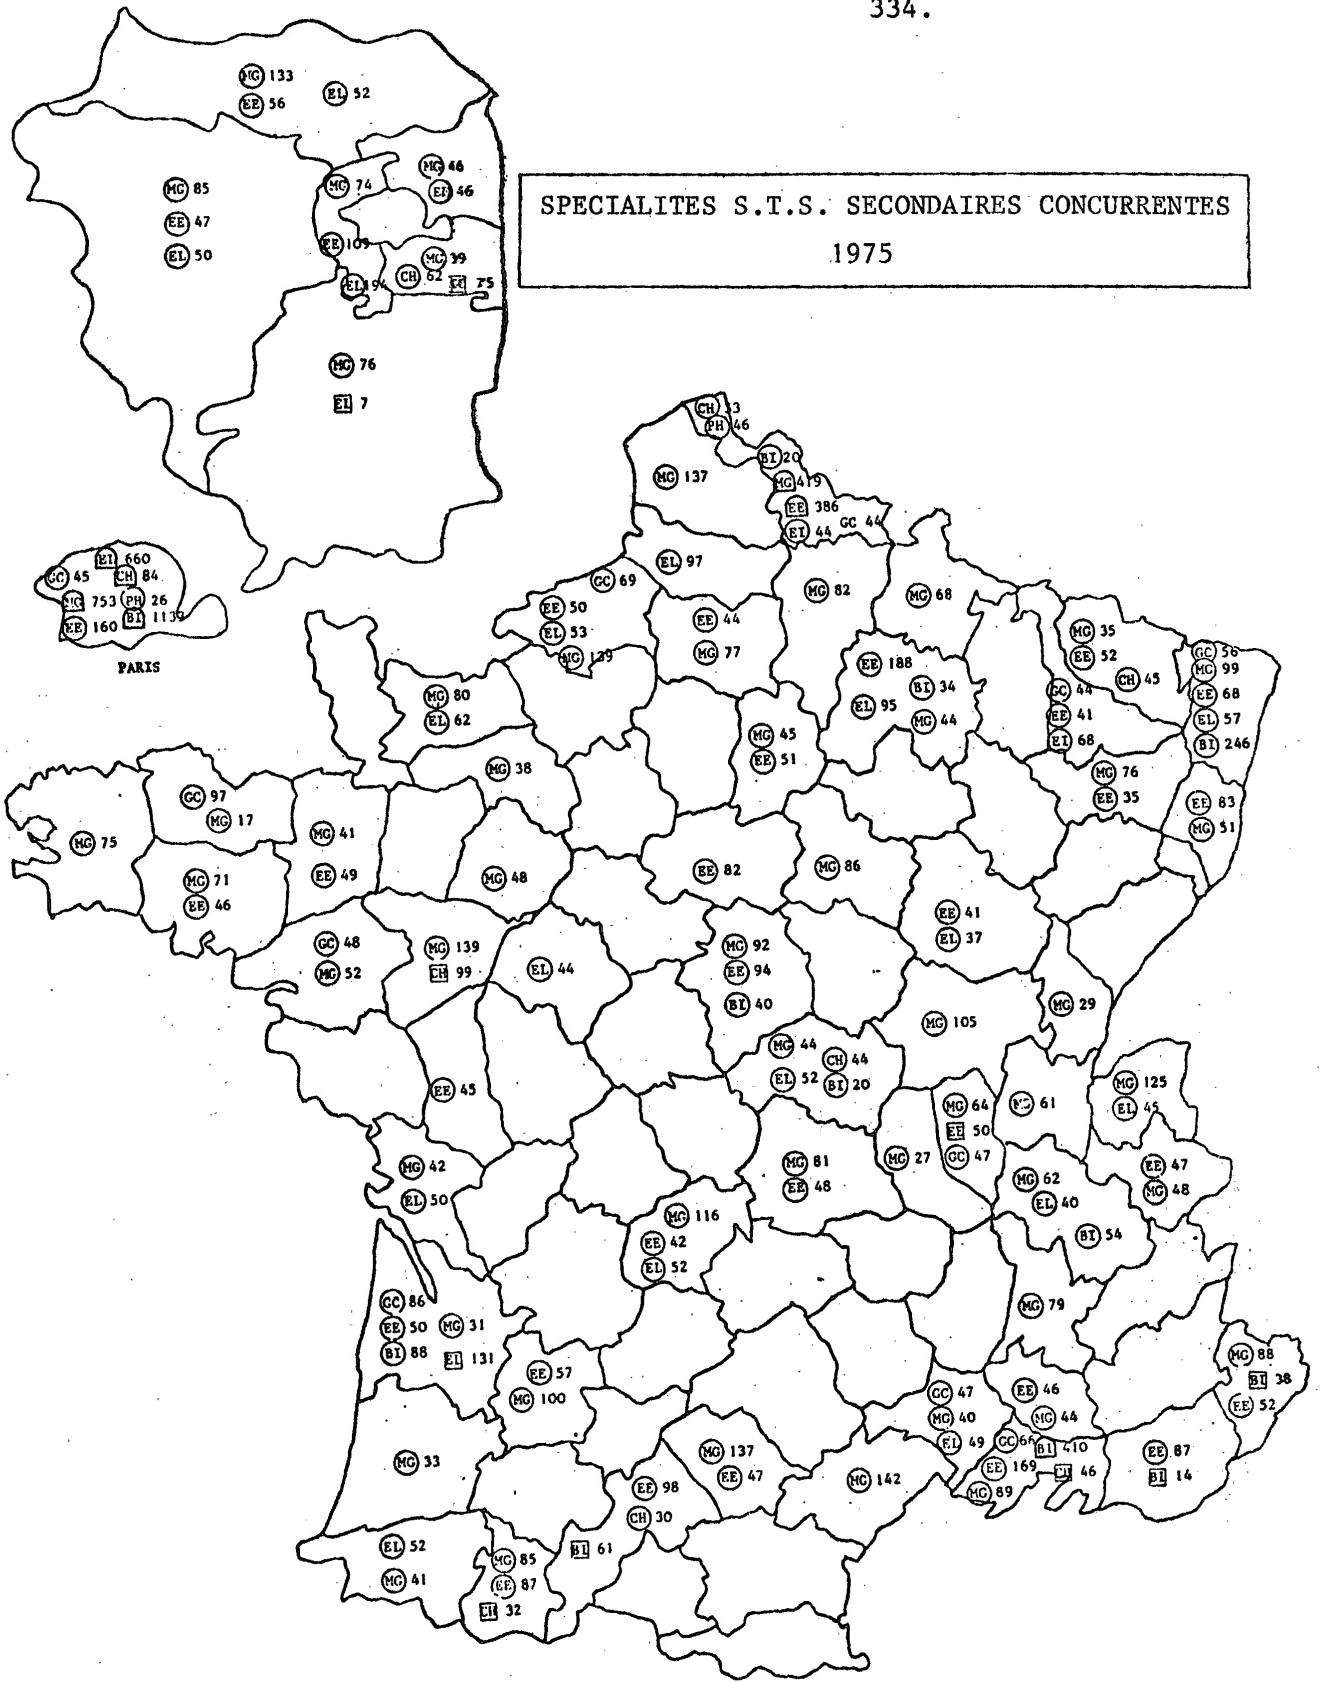 334.
SPECIALITES S.T.S. SECONDAIRES CONCURRENTES
1975
MG 133
EE 56
EL 52
MG 85
EE 47
EL 50
MG 74
MG 46
46
EE 109
MG 39
CH 62
75
EL 194
MG 76
EL 7
660
GC 45
CH 84
MG 753
PH 26
EE 160
BI
PARIS
CH 33
PH 46
BI 20
MG 137
MG 419
EE 386
EI 44
GC 44
EL 97
GC 69
EE 50
EL 53
MG 139
EE 44
MG 77
MG 82
MG 68
MG 35
EE 52
CH 45
GC 56
MG 99
EE 68
EL 57
BI 246
GC 44
EE 41
EI 68
EE 188
BI 34
EL 95
MG 44
MG 80
EL 62
MG 45
EE 51
MG 38
MG 76
EE 35
EE 83
MG 51
GC 97
MG 17
MG 75
MG 41
EE 49
MG 71
EE 46
MG 48
EE 82
MG 86
EE 41
EL 37
GC 48
MG 52
MG 139
CH 99
EL 44
MG 92
EE 94
BI 40
MG 29
MG 105
MG 44
CH 44
EL 52
BI 20
EE 45
MG 64
EE 50
GC 47
MG 61
MG 125
EL 45
MG 42
EL 50
MG 81
EE 48
MG 27
MG 62
EL 40
BI 54
EE 47
MG 48
MG 116
EE 42
EL 52
MG 79
GC 86
EE 50
BI 88
MG 31
EL 131
EE 57
MG 100
MG 88
BI 38
EE 52
GC 47
MG 40
EL 49
EE 46
MG 44
GC 66
BI 410
EE 169
46
MG 89
EE 87
BI 14
MG 33
MG 137
EE 47
MG 142
EE 98
CH 30
BI 61
EL 52
MG 41
MG 85
EE 87
CH 32